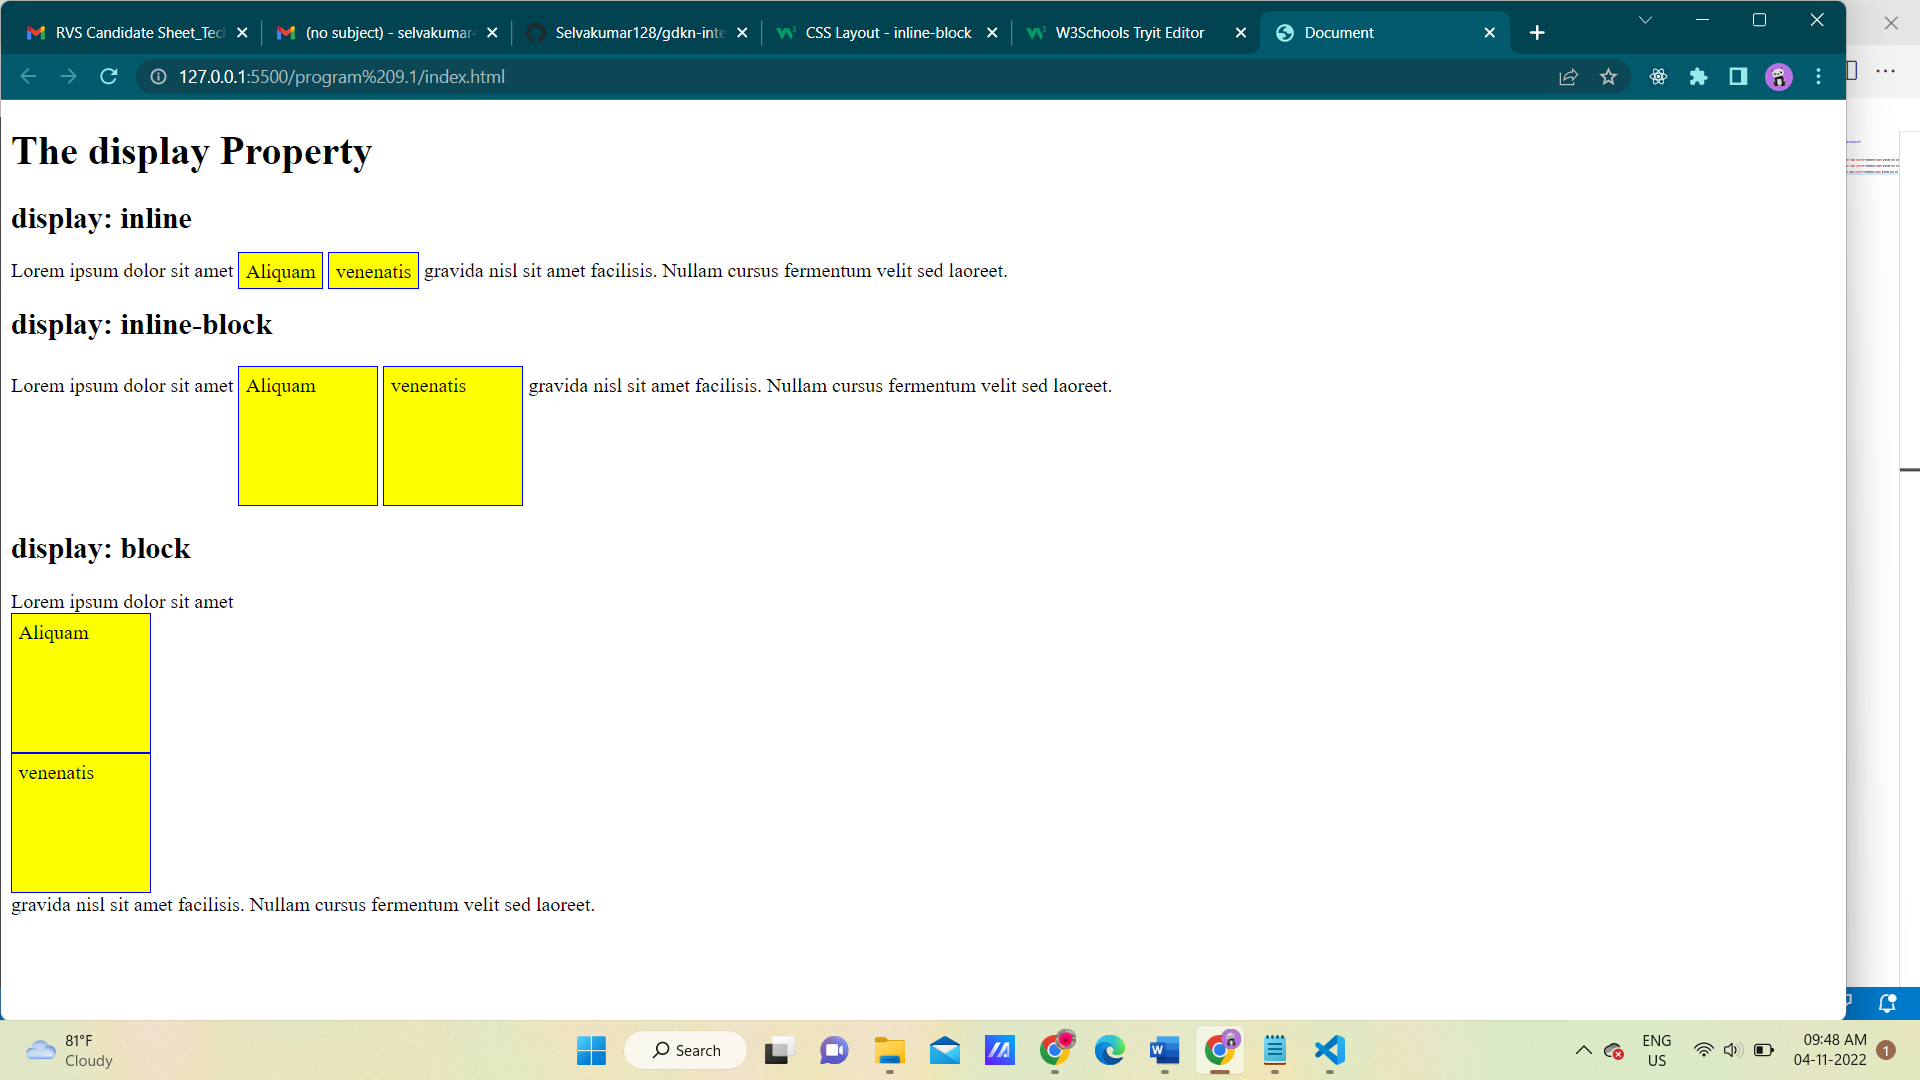 RVS Candidate Sheet_Tec
(no subject) - selvakumar
Selvakumar128/gdkn-inte
CSS Layout - inline-block
W3Schools Tryit Editor
Document
127.0.0.1:5500/program%209.1/index.html
The display Property
display: inline
Lorem ipsum dolor sit amet Aliquam venenatis gravida nisl sit amet facilisis. Nullam cursus fermentum velit sed laoreet.
display: inline-block
Lorem ipsum dolor sit amet Aliquam venenatis gravida nisl sit amet facilisis. Nullam cursus fermentum velit sed laoreet.
display: block
Lorem ipsum dolor sit amet
Aliquam
venenatis
gravida nisl sit amet facilisis. Nullam cursus fermentum velit sed laoreet.
81°F
Cloudy
Search
ENG
US
09:48 AM
04-11-2022
1